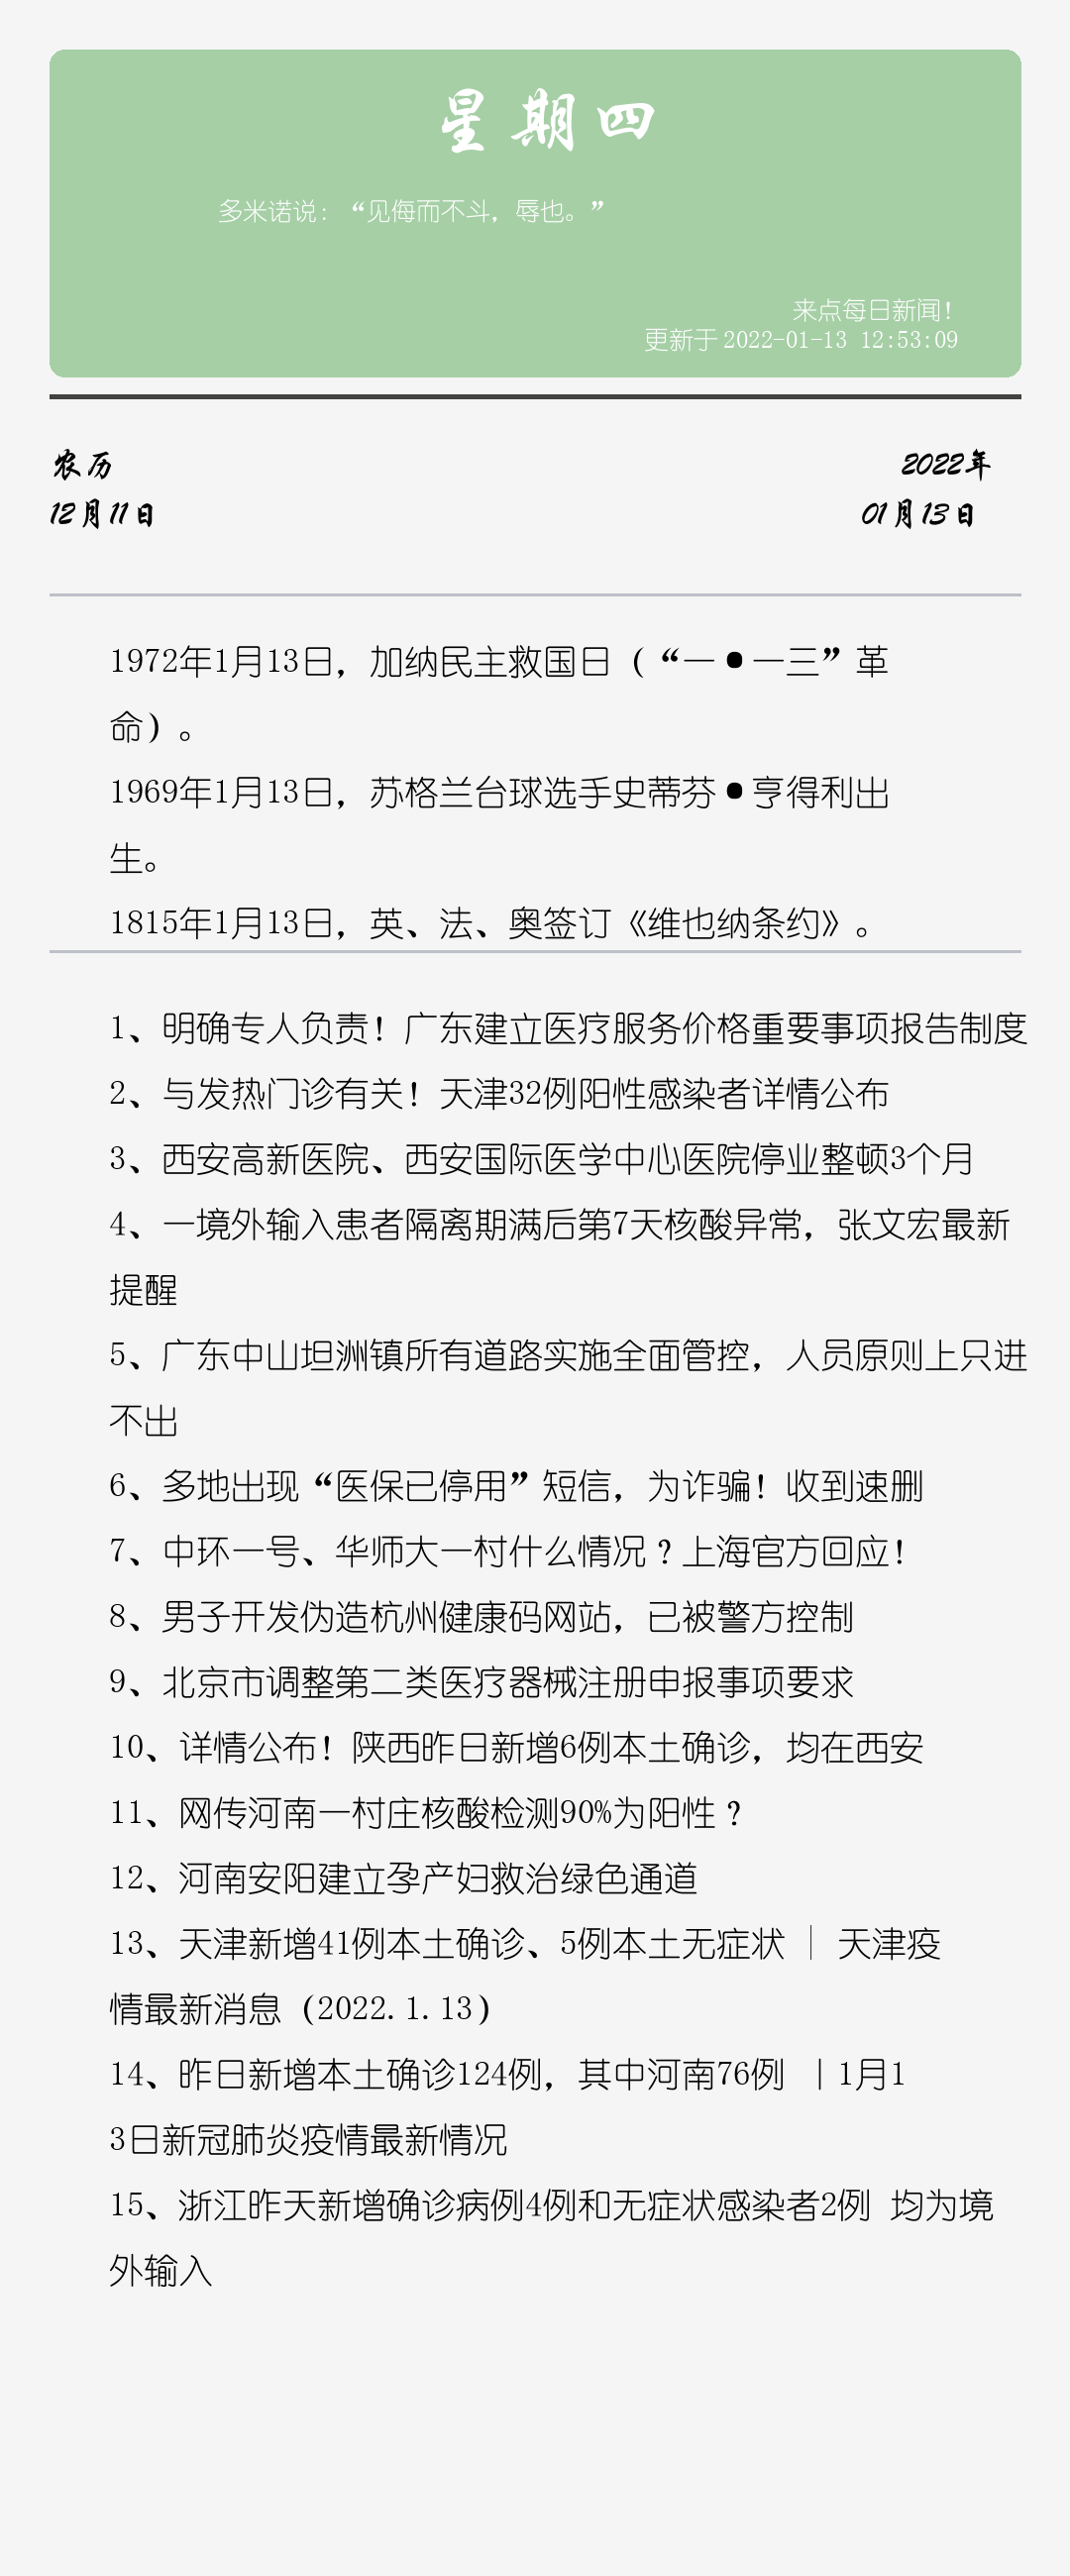 星期四
多米诺说：“见侮而不斗，辱也。”
来点每日新闻！
更新于2022-01-13 12:53:09
农历
2022年
12月11日
01月13日
1972年1月13日，加纳民主救国日（“一•一三”革
命）。
1969年1月13日，苏格兰台球选手史蒂芬•亨得利出
生。
1815年1月13日，英、法、奥签订《维也纳条约》。
1、明确专人负责！广东建立医疗服务价格重要事项报告制度
2、与发热门诊有关！天津32例阳性感染者详情公布
3、西安高新医院、西安国际医学中心医院停业整顿3个月
4、一境外输入患者隔离期满后第7天核酸异常，张文宏最新
提醒
5、广东中山坦洲镇所有道路实施全面管控，人员原则上只进
不出
6、多地出现“医保已停用”短信，为诈骗！收到速删
7、中环一号、华师大一村什么情况？上海官方回应！
8、男子开发伪造杭州健康码网站，已被警方控制
9、北京市调整第二类医疗器械注册申报事项要求
10、详情公布！陕西昨日新增6例本土确诊，均在西安
11、网传河南一村庄核酸检测90%为阳性？
12、河南安阳建立孕产妇救治绿色通道
13、天津新增41例本土确诊、5例本土无症状 │ 天津疫
情最新消息（2022.1.13）
14、昨日新增本土确诊124例，其中河南76例 丨1月1
3日新冠肺炎疫情最新情况
15、浙江昨天新增确诊病例4例和无症状感染者2例 均为境
外输入